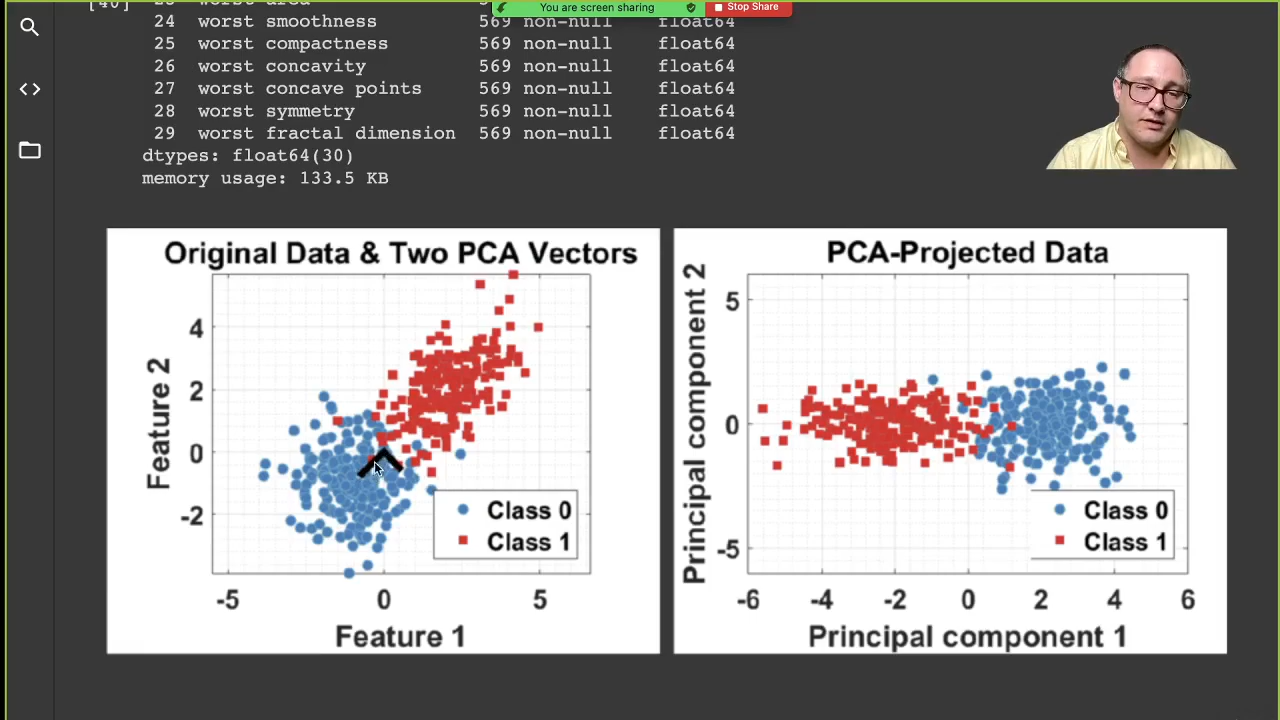 You are screen sharing
Stop Share
24 worst smoothness 569 non-null float64
25 worst compactness 569 non-null float64
26 worst concavity 569 non-null float64
27 worst concave points 569 non-null float64
28 worst symmetry 569 non-null float64
29 worst fractal dimension 569 non-null float64
dtypes: float64(30)
memory usage: 133.5 KB
Original Data & Two PCA Vectors
Feature 2
4
2
0
-2
Class 0
Class 1
-5 0 5
Feature 1
PCA-Projected Data
Principal component 2
5
0
-5
Class 0
Class 1
-6 -4 -2 0 2 4 6
Principal component 1